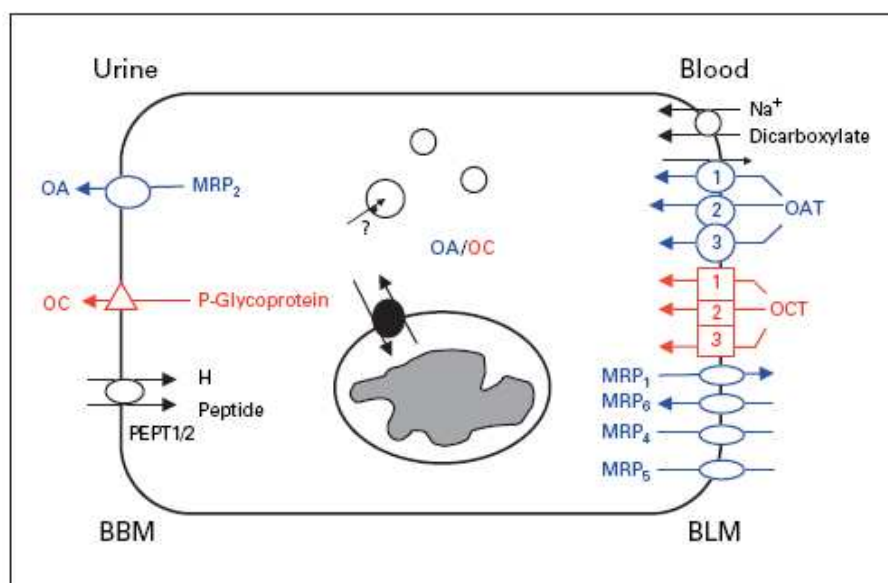 Urine
Blood
Na+
Dicarboxylate
OA
MRP2
1
2
3
OAT
?
OA/OC
OC
P-Glycoprotein
1
2
3
OCT
H
Peptide
PEPT1/2
MRP1
MRP6
MRP4
MRP5
BBM
BLM